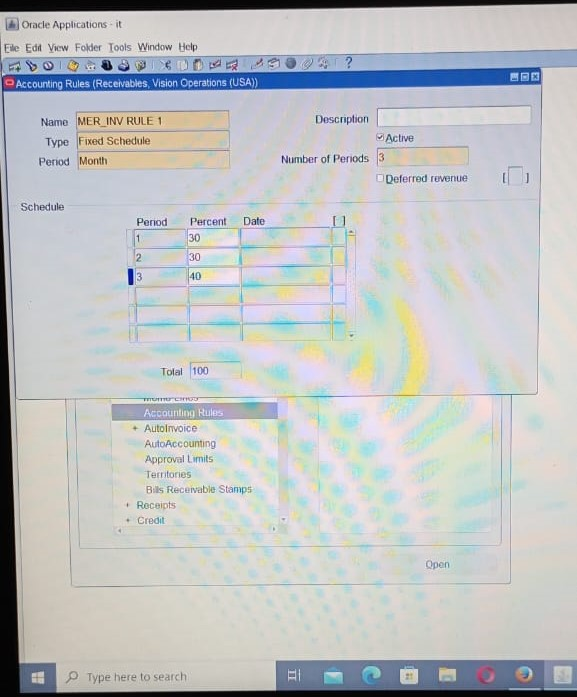 Oracle Applications - it
File Edit View Folder Tools Window Help
Accounting Rules (Receivables, Vision Operations (USA))
Name MER_INV RULE 1 Description
Type Fixed Schedule Active
Period Month Number of Periods 3
Deferred revenue [ ]
Schedule
Period Percent Date [ ]
1 30
2 30
3 40
Total 100
Accounting Rules
+ AutoInvoice
AutoAccounting
Approval Limits
Territories
Bills Receivable Stamps
+ Receipts
+ Credit
Open
Type here to search